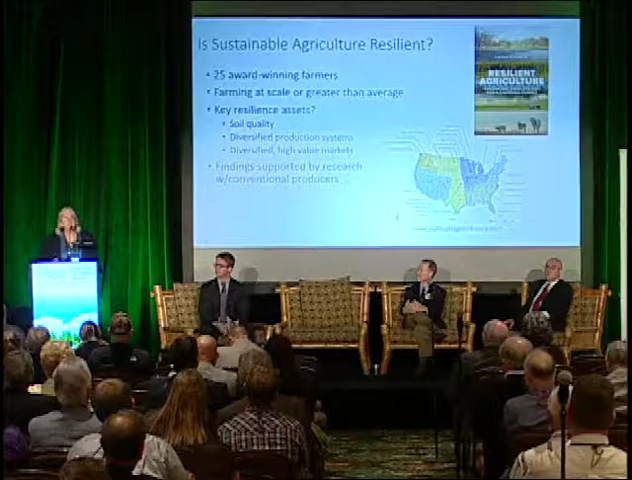 Is Sustainable Agriculture Resilient?
• 25 award-winning farmers
• Farming at scale or greater than average
• Key resilience assets?
• Soil quality
• Diversified production systems
• Diversified, high value markets
• Findings supported by research
w/conventional producers
RESILIENT
AGRICULTURE